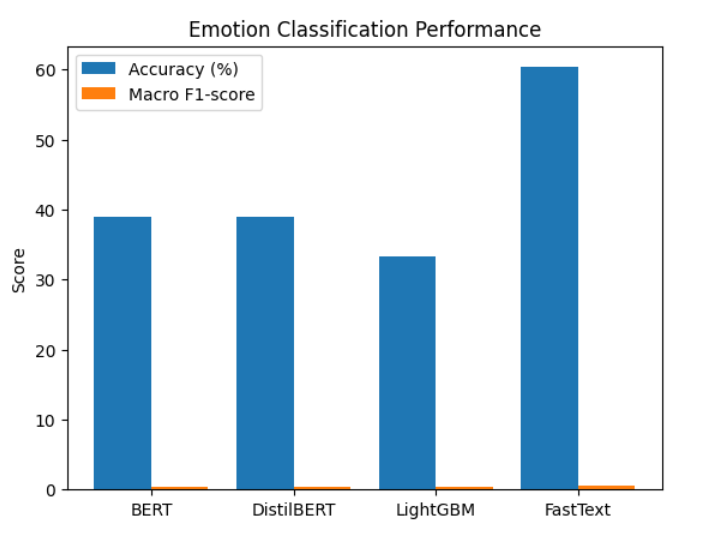 Emotion Classification Performance
Accuracy (%)
Macro F1-score
Score
60
50
40
30
20
10
0
BERT
DistilBERT
LightGBM
FastText